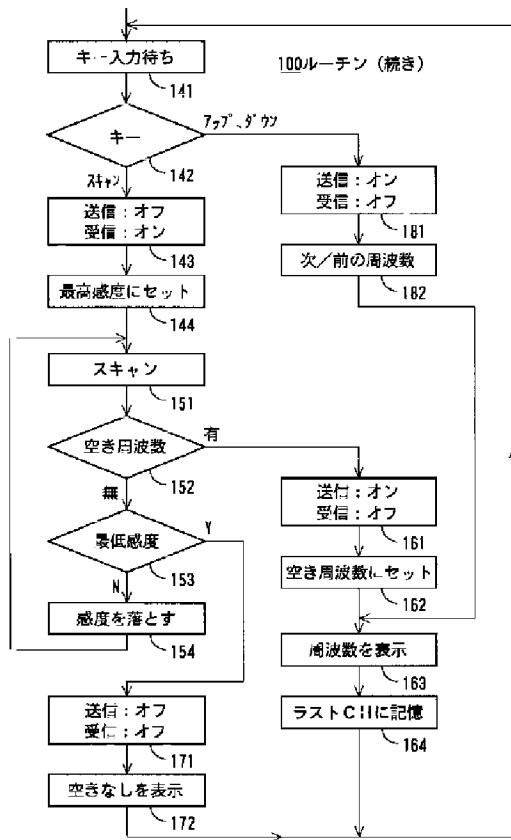 キー入力待ち
141
100ルーチン（続き）
キー
142
アップ、ダウン
スキャン
送信：オフ
受信：オン
143
送信：オン
受信：オフ
181
最高感度にセット
144
次／前の周波数
182
スキャン
151
空き周波数
152
有
無
送信：オン
受信：オフ
161
最低感度
153
Y
N
空き周波数にセット
162
感度を落とす
154
周波数を表示
163
送信：オフ
受信：オフ
171
ラストＣＨに記憶
164
空きなしを表示
172